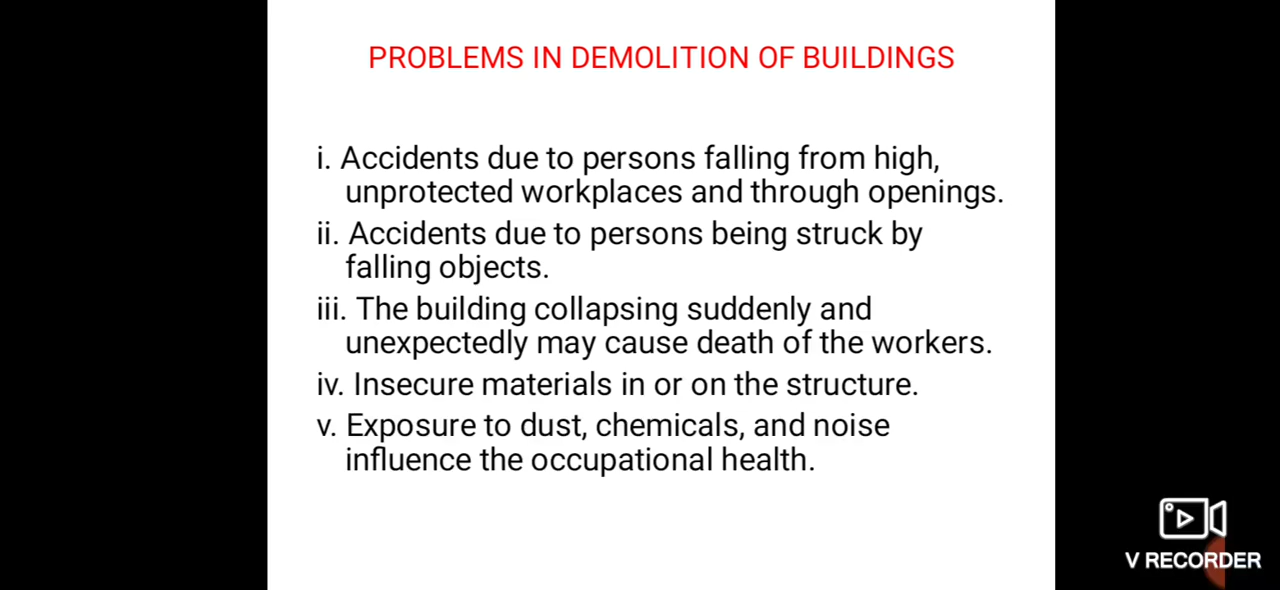 PROBLEMS IN DEMOLITION OF BUILDINGS
i. Accidents due to persons falling from high,
unprotected workplaces and through openings.
ii. Accidents due to persons being struck by
falling objects.
iii. The building collapsing suddenly and
unexpectedly may cause death of the workers.
iv. Insecure materials in or on the structure.
v. Exposure to dust, chemicals, and noise
influence the occupational health.
V RECORDER